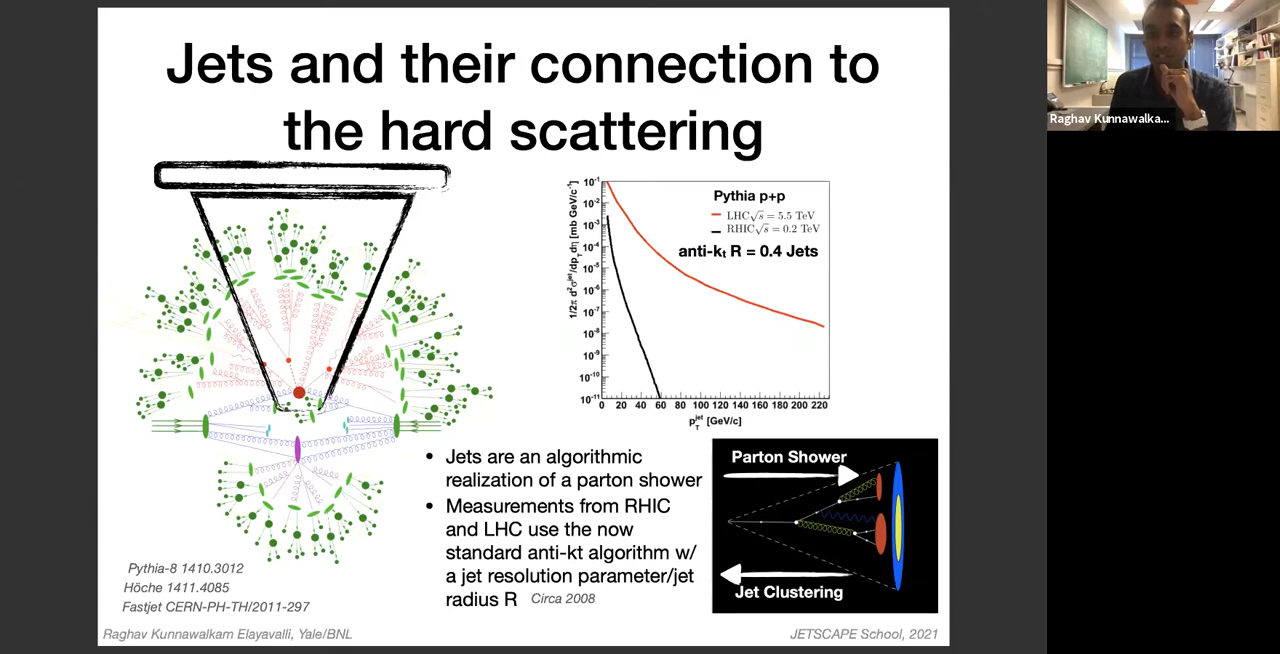 Jets and their connection to
the hard scattering
Raghav Kunnawalka...
1/2π d²σ^jet/dp_T dη [mb GeV/c⁻¹]
10⁻¹
10⁻²
10⁻³
10⁻⁴
10⁻⁵
10⁻⁶
10⁻⁷
10⁻⁸
10⁻⁹
10⁻¹⁰
10⁻¹¹
Pythia p+p
LHC√s = 5.5 TeV
RHIC√s = 0.2 TeV
anti-kt R = 0.4 Jets
0 20 40 60 80 100 120 140 160 180 200 220
p_T^jet [GeV/c]
• Jets are an algorithmic
realization of a parton shower
• Measurements from RHIC
and LHC use the now
standard anti-kt algorithm w/
a jet resolution parameter/jet
radius R Circa 2008
Parton Shower
Jet Clustering
Pythia-8 1410.3012
Höche 1411.4085
Fastjet CERN-PH-TH/2011-297
Raghav Kunnawalkam Elayavalli, Yale/BNL
JETSCAPE School, 2021